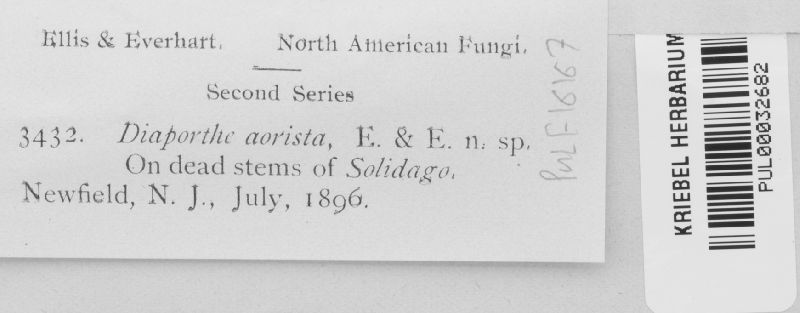 Ellis & Everhart. North American Fungi.
Second Series
3432. Diaporthe aorista, E. & E. n. sp.
On dead stems of Solidago.
Newfield, N. J., July, 1896.
PUL F16167
KRIEBEL HERBARIUM
PUL00032682